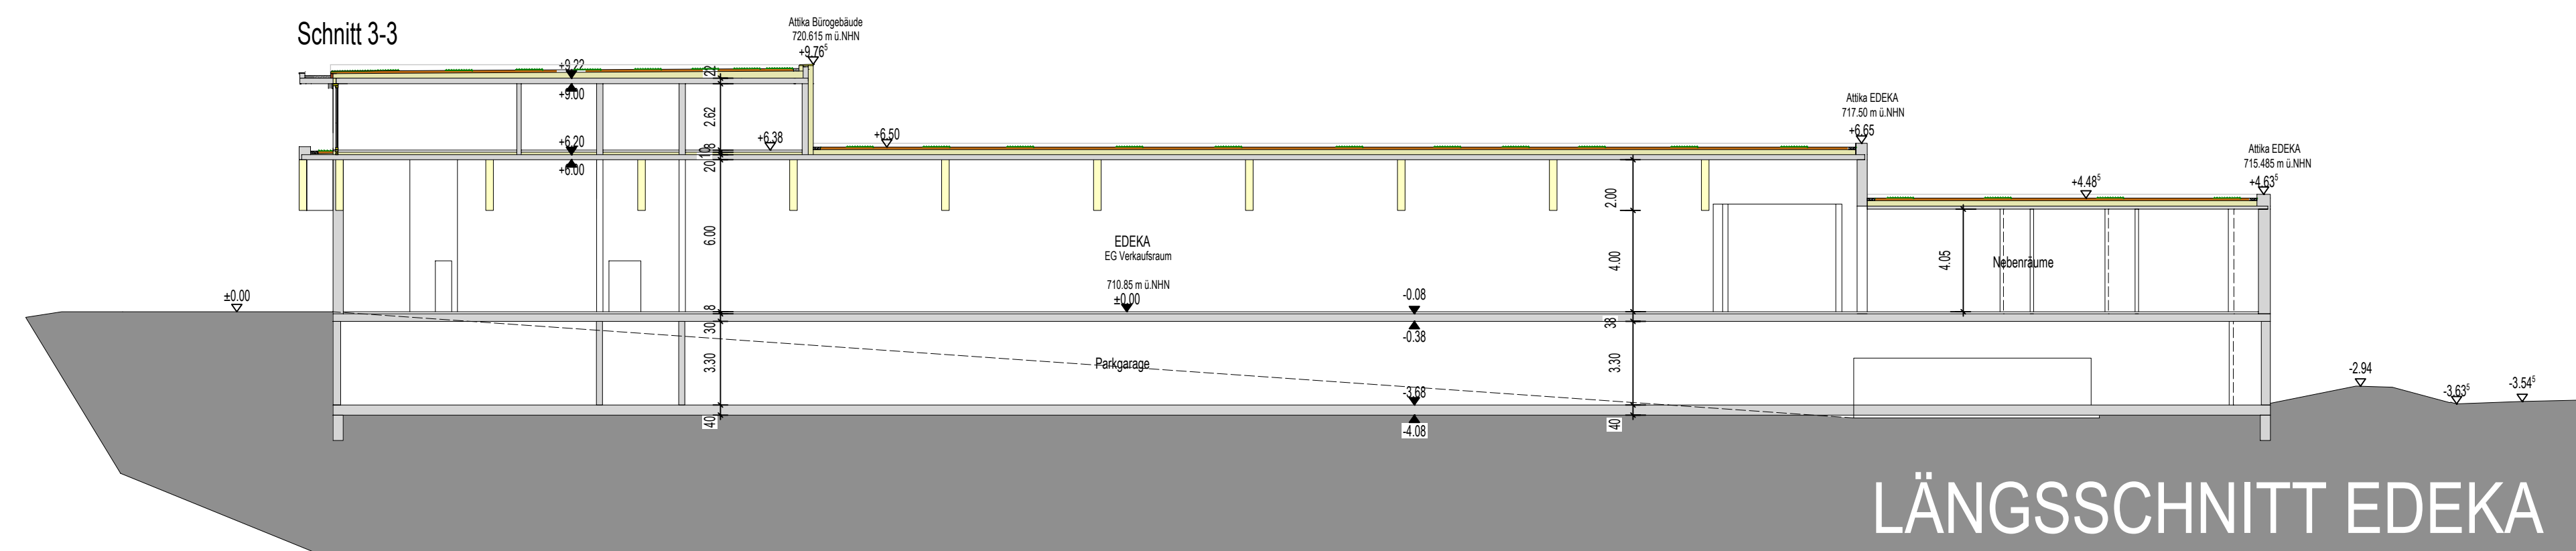 Schnitt 3-3
Attika Bürogebäude
720.615 m ü.NHN
+9.76⁵
+9.22
22
+9.00
2.62
+6.38
+6.50
+6.20
+6.00
20
Attika EDEKA
717.50 m ü.NHN
+6.65
Attika EDEKA
715.485 m ü.NHN
+4.63⁵
+4.48⁵
2.00
6.00
EDEKA
EG Verkaufsraum
4.00
4.05
Nebenräume
710.85 m ü.NHN
±0.00
±0.00
-0.08
8
30
38
-0.38
3.30
Parkgarage
3.30
-3.68
-2.94
-3.63⁵
-3.54⁵
40
-4.08
40
LÄNGSSCHNITT EDEKA